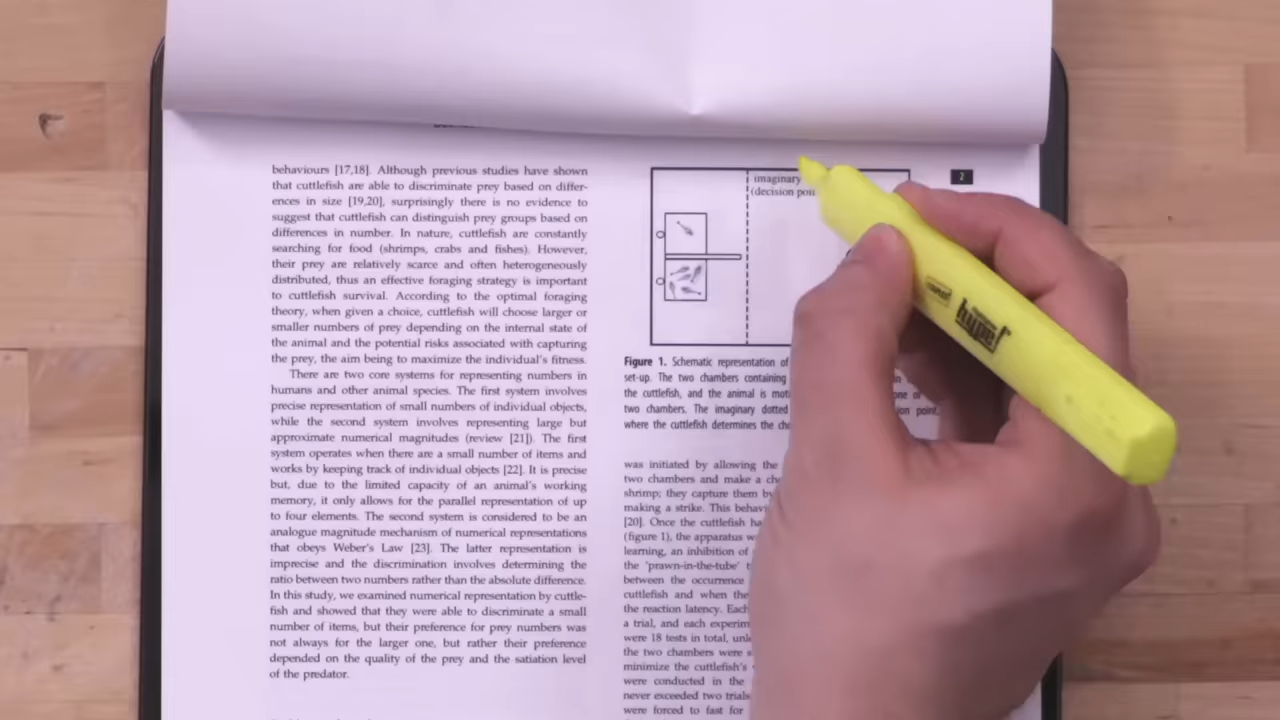 behaviours [17,18]. Although previous studies have shown
that cuttlefish are able to discriminate prey based on differ-
ences in size [19,20], surprisingly there is no evidence to
suggest that cuttlefish can distinguish prey groups based on
differences in number. In nature, cuttlefish are constantly
searching for food (shrimps, crabs and fishes). However,
their prey are relatively scarce and often heterogeneously
distributed, thus an effective foraging strategy is important
to cuttlefish survival. According to the optimal foraging
theory, when given a choice, cuttlefish will choose larger or
smaller numbers of prey depending on the internal state of
the animal and the potential risks associated with capturing
the prey, the aim being to maximize the individual's fitness.
There are two core systems for representing numbers in
humans and other animal species. The first system involves
precise representation of small numbers of individual objects,
while the second system involves representing large but
approximate numerical magnitudes (review [21]). The first
system operates when there are a small number of items and
works by keeping track of individual objects [22]. It is precise
but, due to the limited capacity of an animal's working
memory, it only allows for the parallel representation of up
to four elements. The second system is considered to be an
analogue magnitude mechanism of numerical representations
that obeys Weber's Law [23]. The latter representation is
imprecise and the discrimination involves determining the
ratio between two numbers rather than the absolute difference.
In this study, we examined numerical representation by cuttle-
fish and showed that they were able to discriminate a small
number of items, but their preference for prey numbers was
not always for the larger one, but rather their preference
depended on the quality of the prey and the satiation level
of the predator.
2
imaginary
(decision poi
Figure 1. Schematic representation of
set-up. The two chambers containing
the cuttlefish, and the animal is mot one or
two chambers. The imaginary dotted ion point,
where the cuttlefish determines the ch
was initiated by allowing the
two chambers and make a ch
shrimp; they capture them by
making a strike. This behavi
[20]. Once the cuttlefish ha
(figure 1), the apparatus w
learning, an inhibition of
the 'prawn-in-the-tube' t
between the occurrence
cuttlefish and when the
the reaction latency. Each
a trial, and each experim
were 18 tests in total, unl
the two chambers were s
minimize the cuttlefish's
were conducted in the
never exceeded two trials
were forced to fast for
hype!